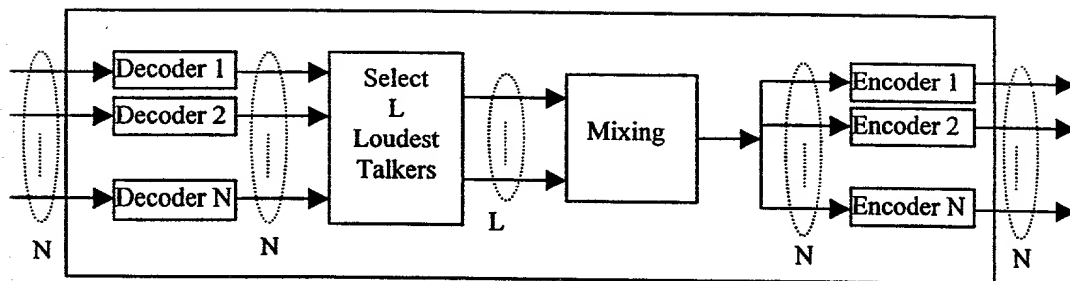 Decoder 1
Decoder 2
Decoder N
N
N
Select
L
Loudest
Talkers
L
Mixing
N
Encoder 1
Encoder 2
Encoder N
N